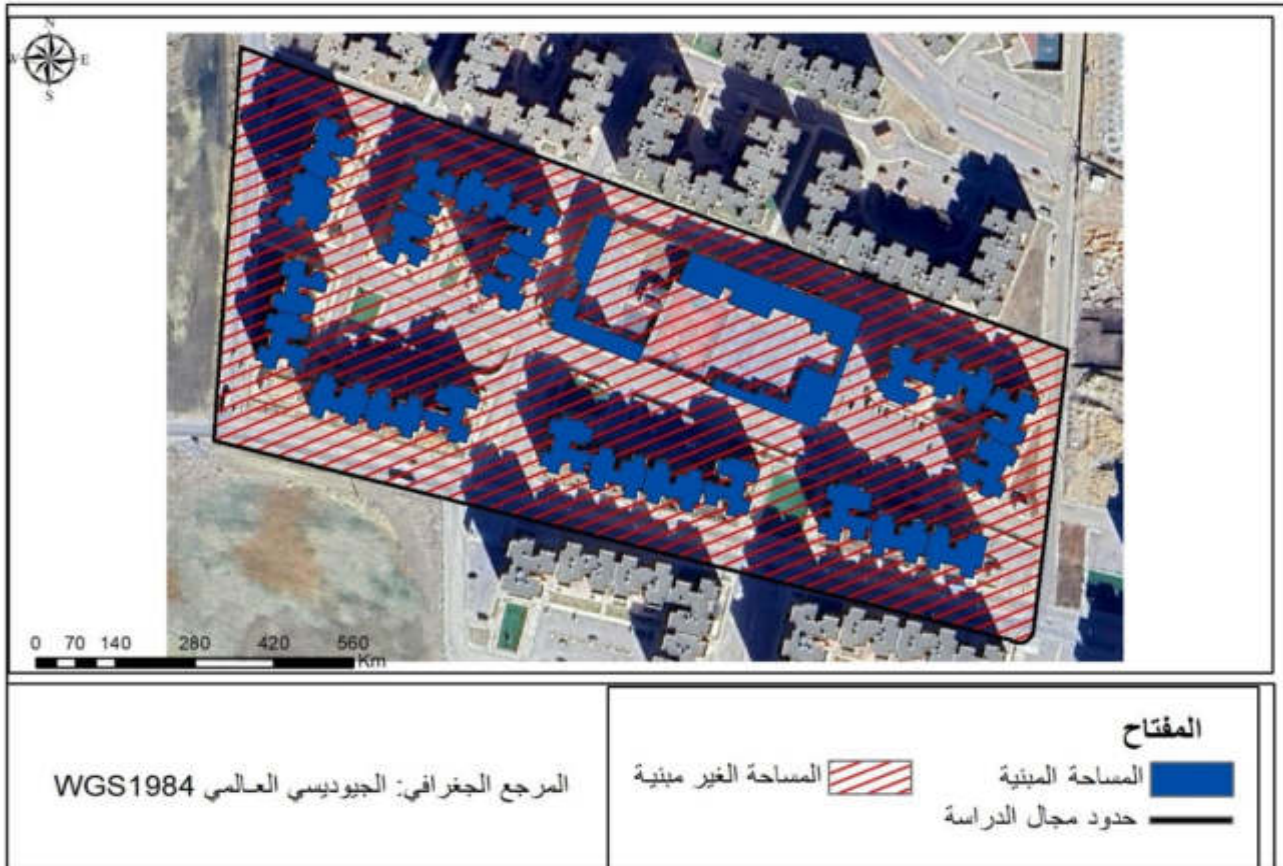 N
W E
S
0 70 140 280 420 560
Km
المفتاح
المساحة المبنية
المساحة الغير مبنية
حدود مجال الدراسة
المرجع الجغرافي: الجيوديسي العالمي WGS1984